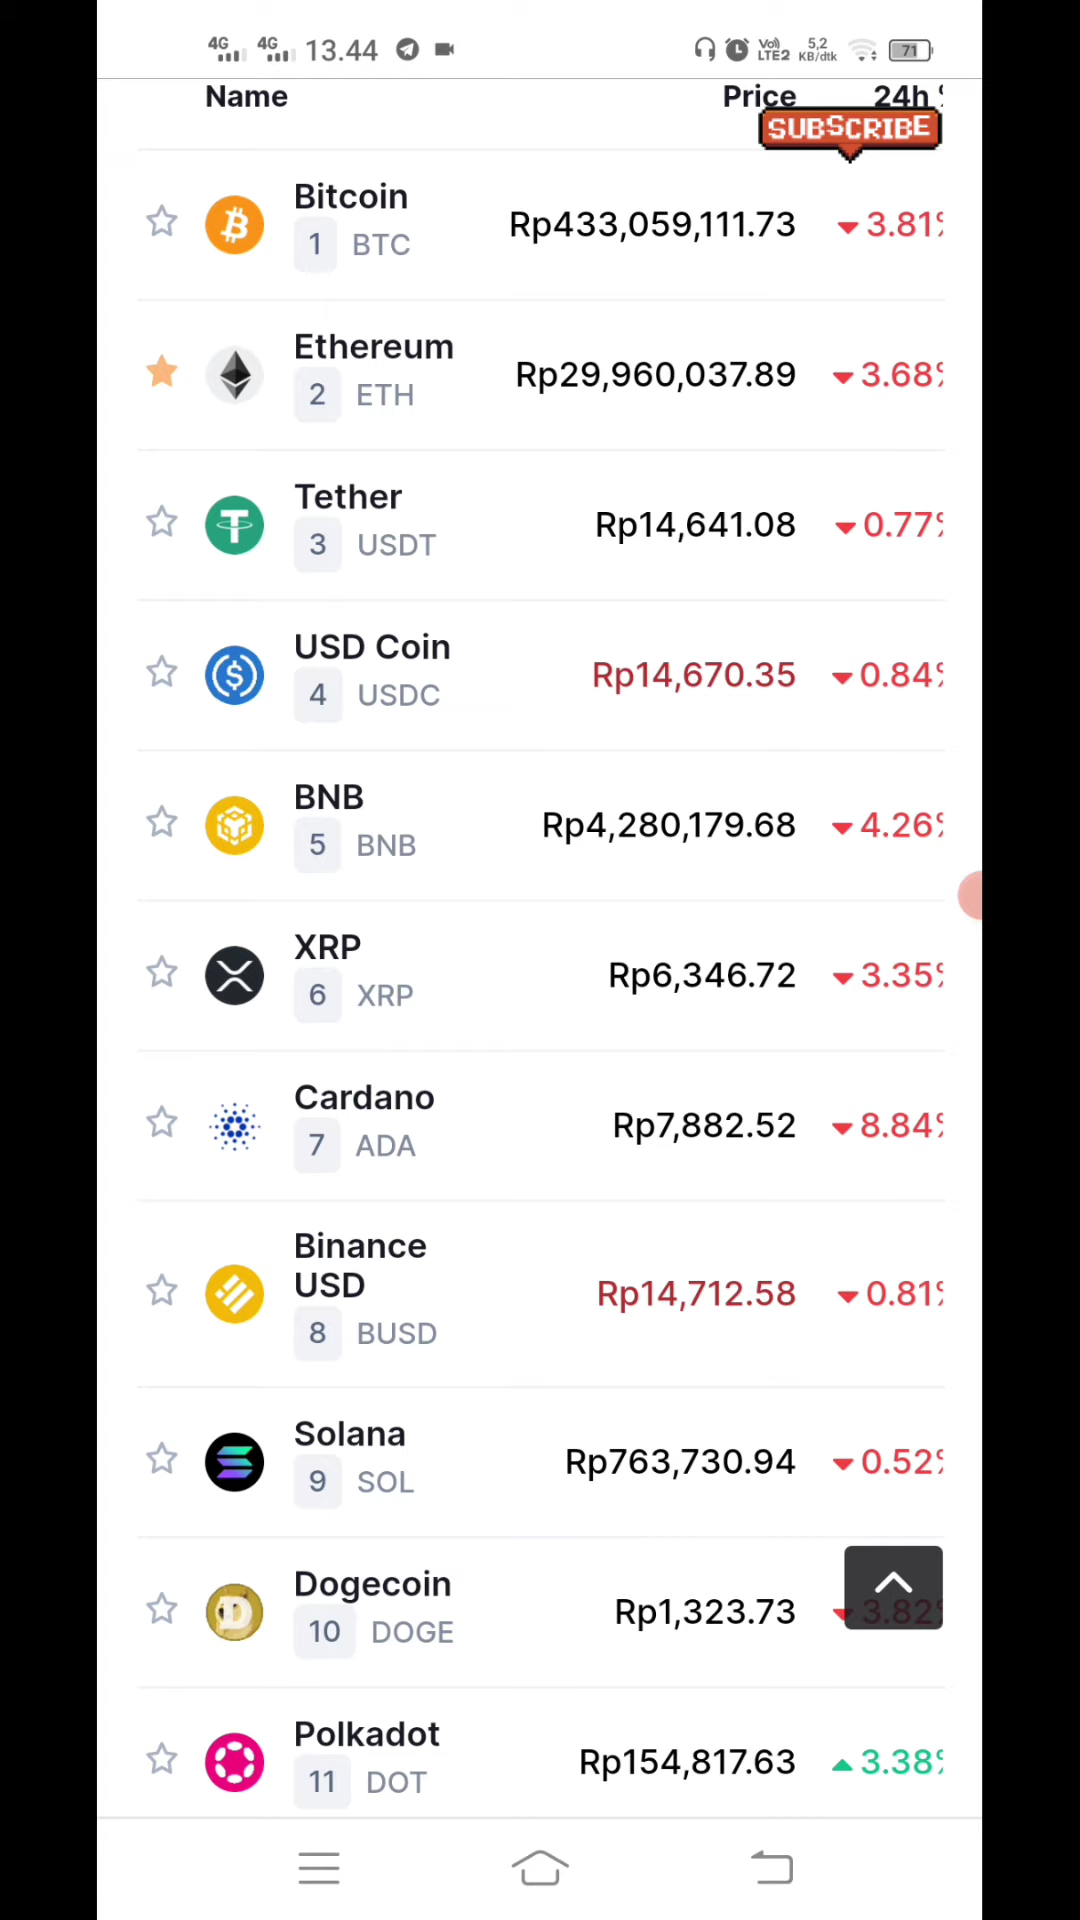 4G 4G 13.44 Vo) LTE2 5,2 KB/dtk 71
Name Price 24h
SUBSCRIBE
Bitcoin
1 BTC Rp433,059,111.73 3.81%
Ethereum
2 ETH Rp29,960,037.89 3.68%
Tether
3 USDT Rp14,641.08 0.77%
USD Coin
4 USDC Rp14,670.35 0.84%
BNB
5 BNB Rp4,280,179.68 4.26%
XRP
6 XRP Rp6,346.72 3.35%
Cardano
7 ADA Rp7,882.52 8.84%
Binance
USD
8 BUSD Rp14,712.58 0.81%
Solana
9 SOL Rp763,730.94 0.52%
Dogecoin
10 DOGE Rp1,323.73 3.82%
Polkadot
11 DOT Rp154,817.63 3.38%